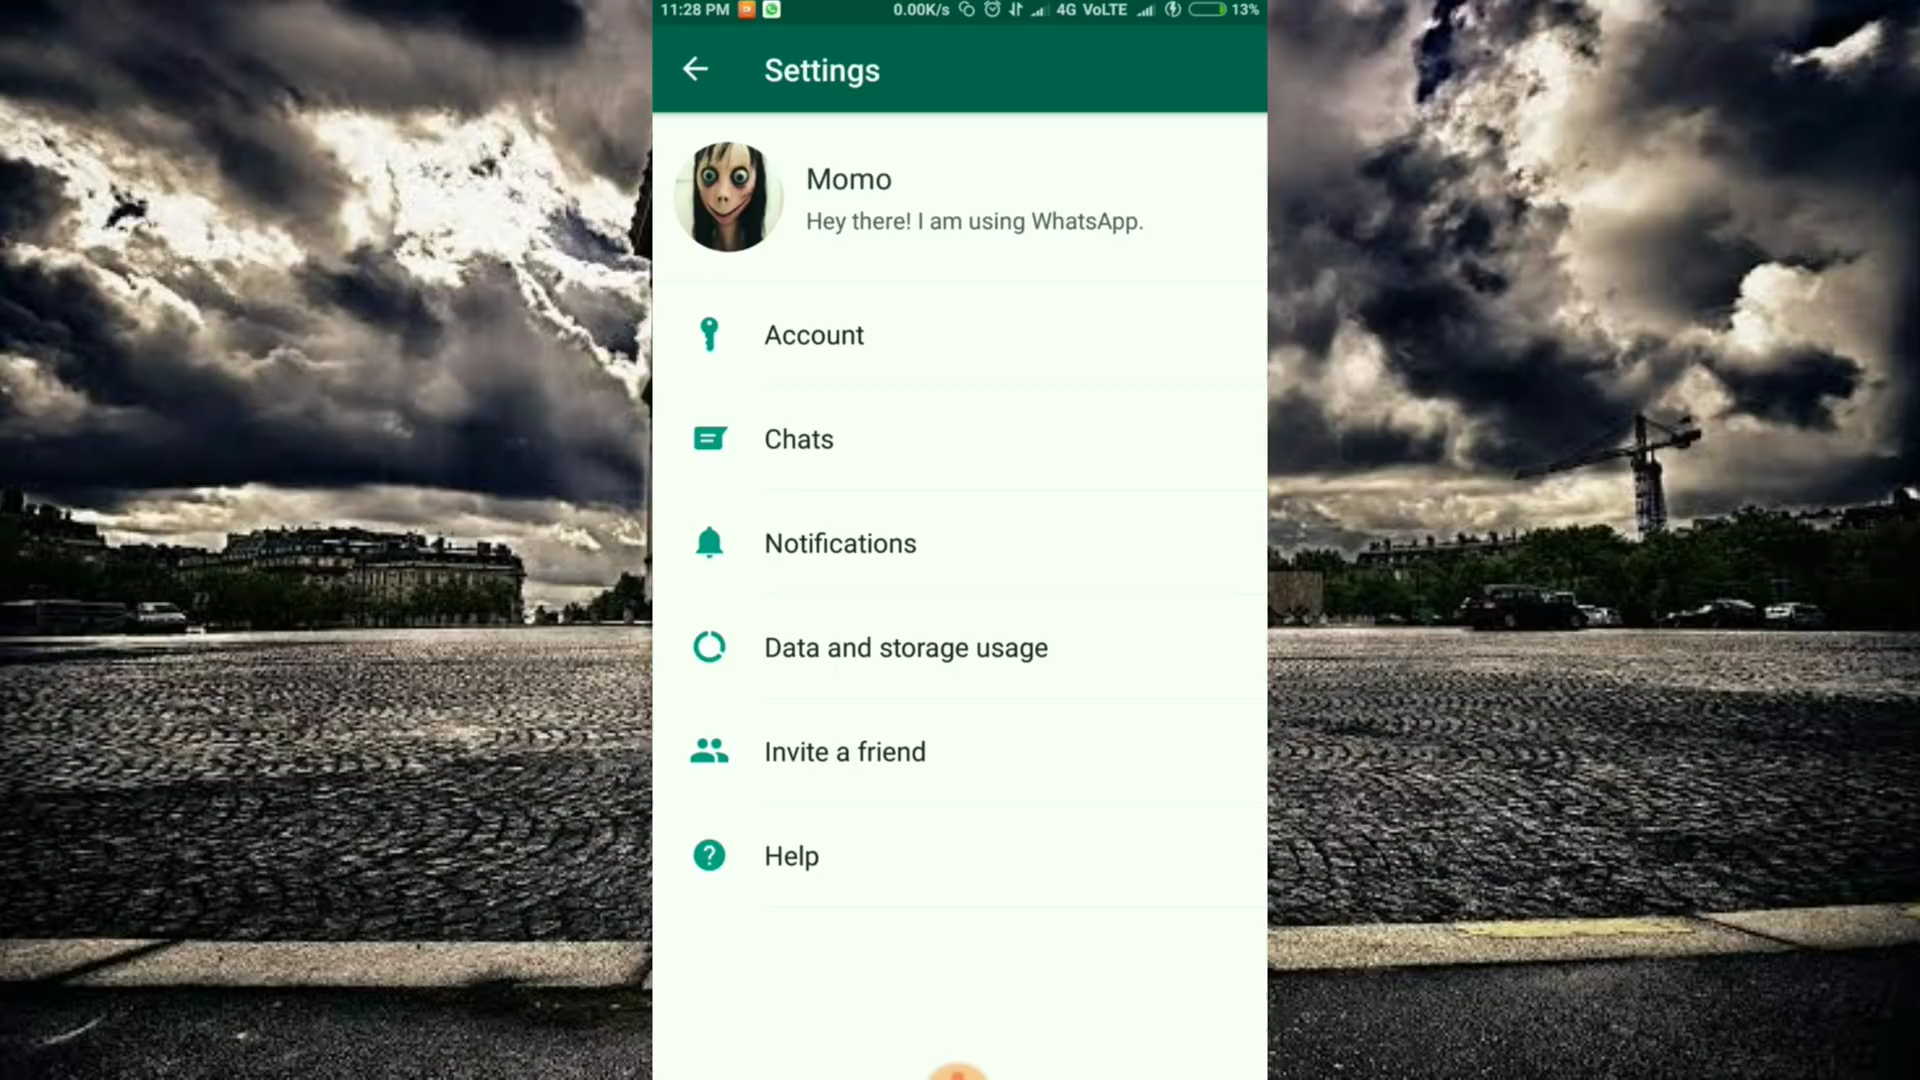 11:28 PM 0.00K/s 4G VoLTE 13%
Settings
Momo
Hey there! I am using WhatsApp.
Account
Chats
Notifications
Data and storage usage
Invite a friend
Help